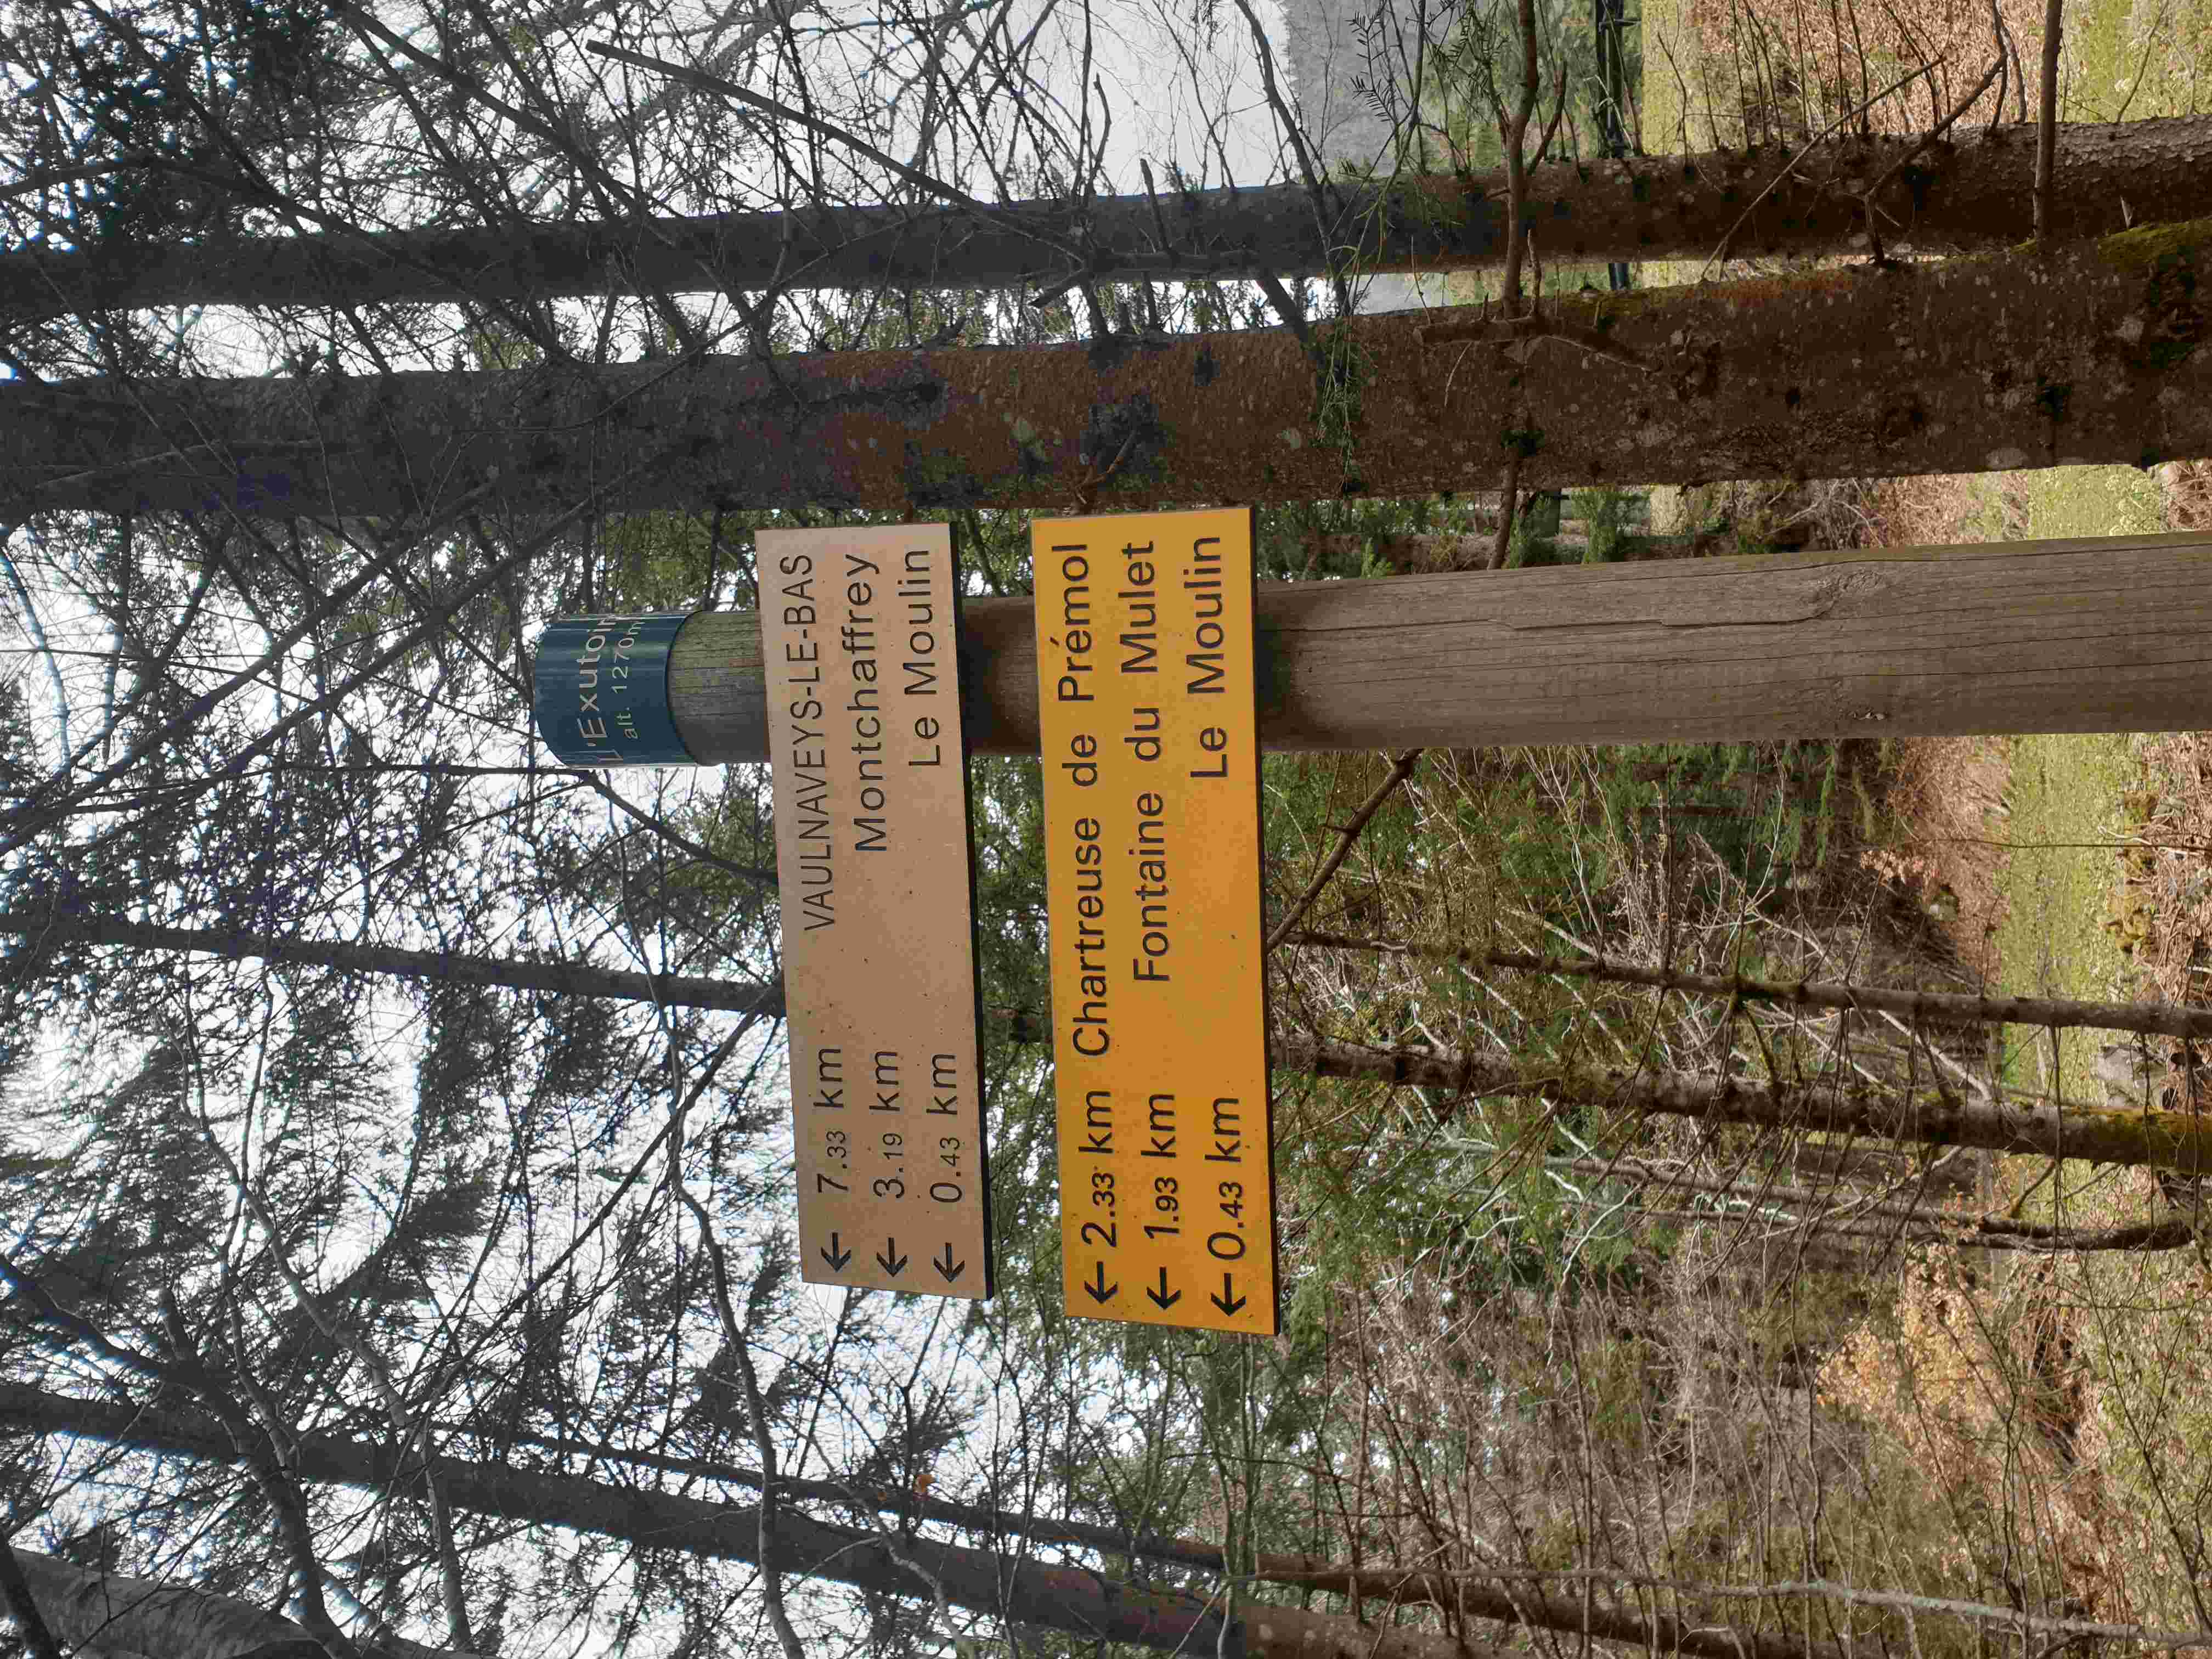 L'Exutoir
alt. 1270m
← 7.33 km VAULNAVEYS-LE-BAS
← 3.19 km Montchaffrey
← 0.43 km Le Moulin
← 2.33 km Chartreuse de Prémol
← 1.93 km Fontaine du Mulet
← 0.43 km Le Moulin